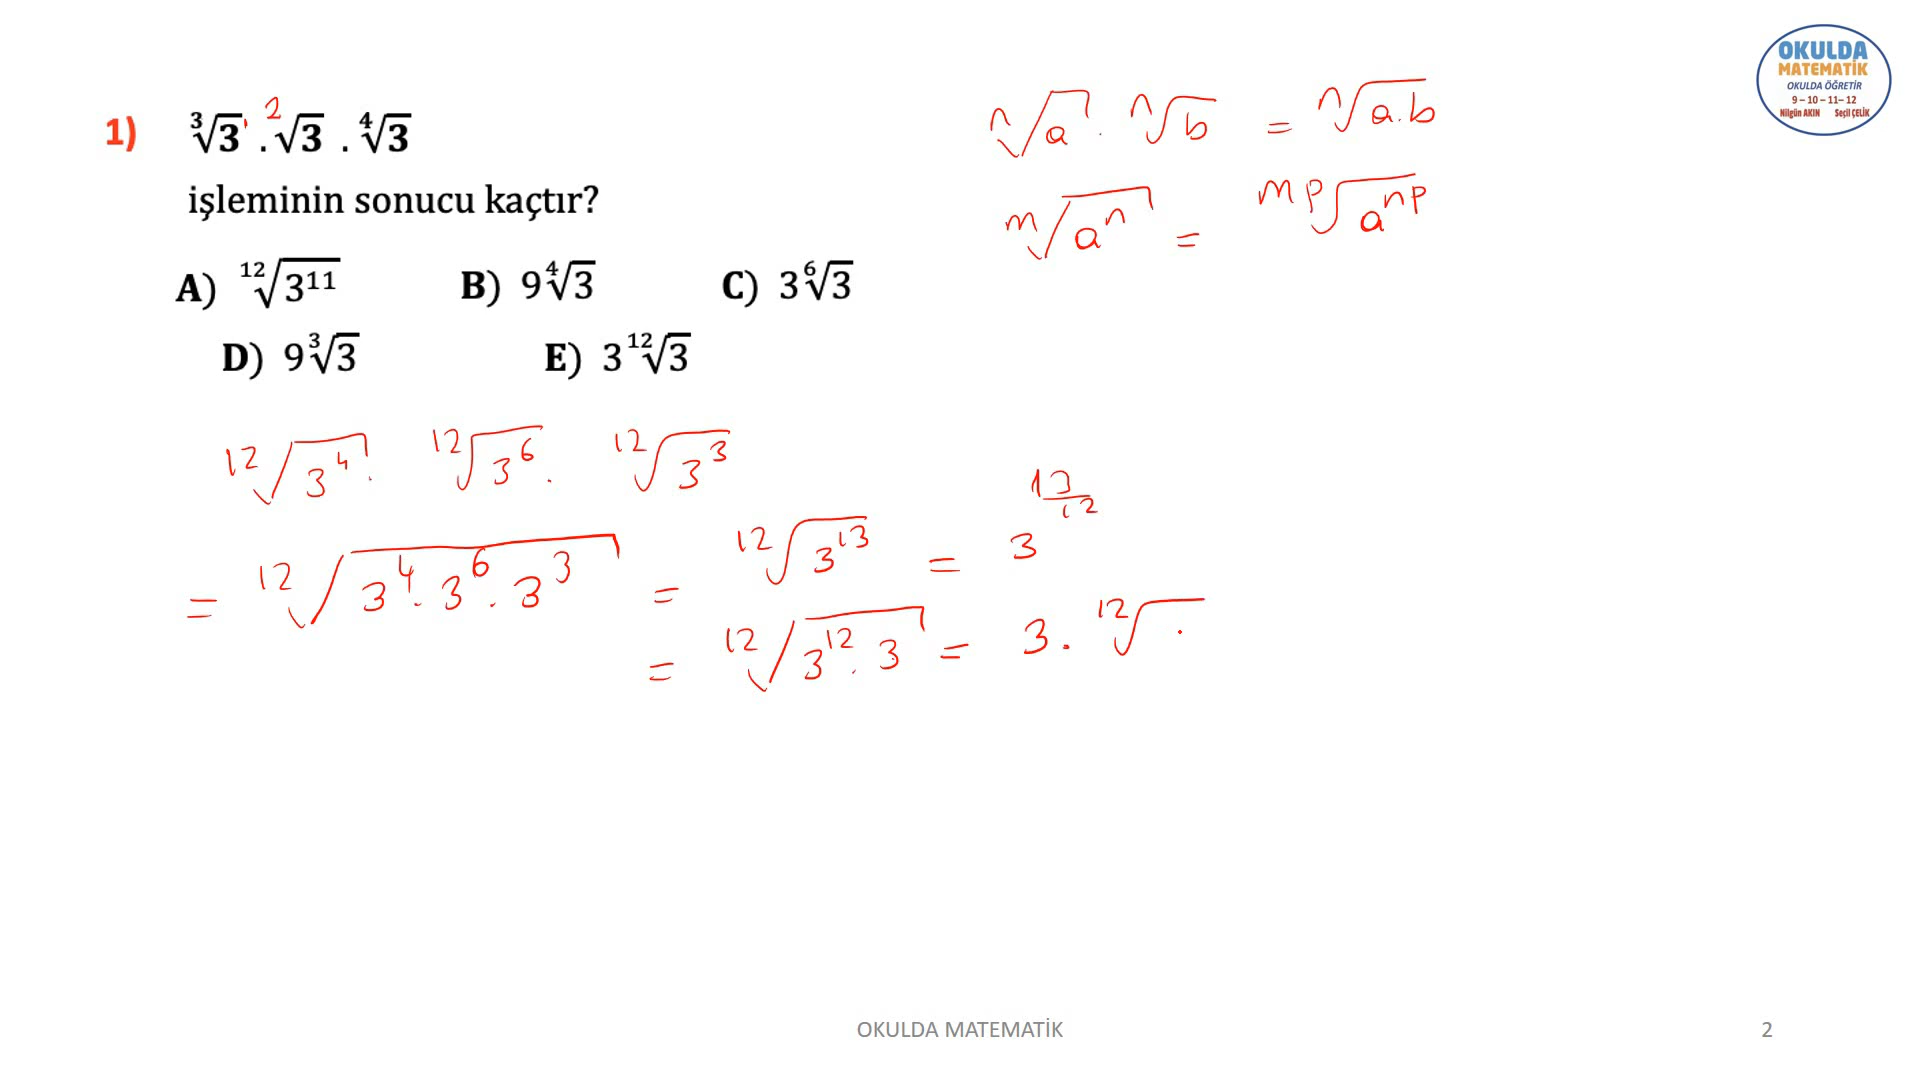 OKULDA
MATEMATİK
OKULDA ÖĞRETİR
9 – 10 – 11– 12
Nilgün AKIN Seçil ÇELİK
1) ∛3 . ²√3 . ∜3
işleminin sonucu kaçtır?
A) ¹²√3¹¹ B) 9∜3 C) 3⁶√3
D) 9∛3 E) 3¹²√3
ⁿ√a . ⁿ√b = ⁿ√a.b
ᵐ√aⁿ = ᵐᵖ√aⁿᵖ
¹²√3⁴ . ¹²√3⁶ . ¹²√3³
= ¹²√3⁴.3⁶.3³ = ¹²√3¹³ = 3^13/12
= ¹²√3¹².3 = 3. ¹²√
OKULDA MATEMATİK
2